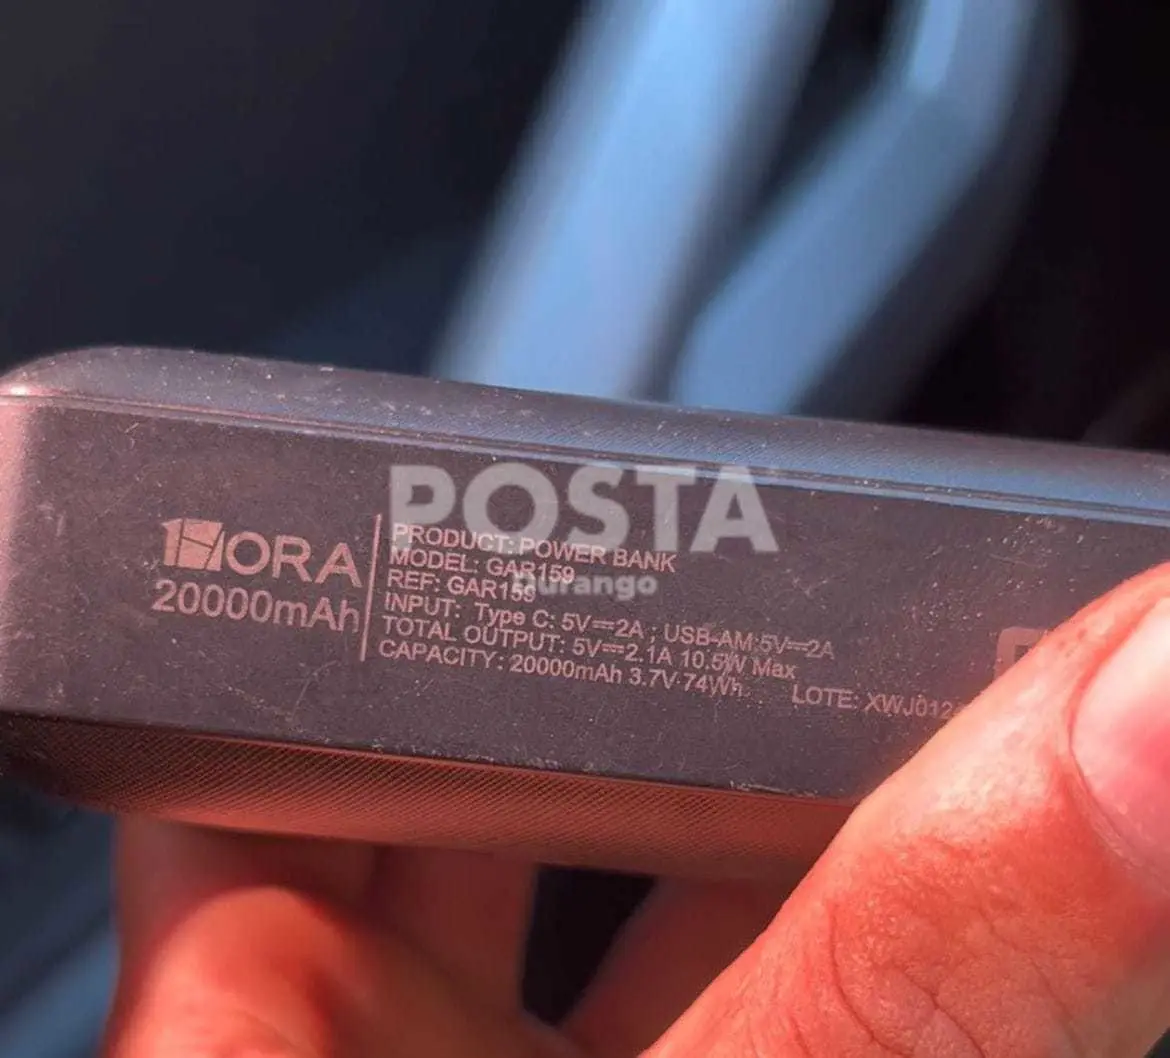 POSTA
Durango
1HORA
20000mAh
PRODUCT: POWER BANK
MODEL: GAR159
REF: GAR159
INPUT: Type C: 5V⎓2A ; USB-AM:5V⎓2A
TOTAL OUTPUT: 5V⎓2.1A 10.5W Max
CAPACITY: 20000mAh 3.7V 74Wh
LOTE: